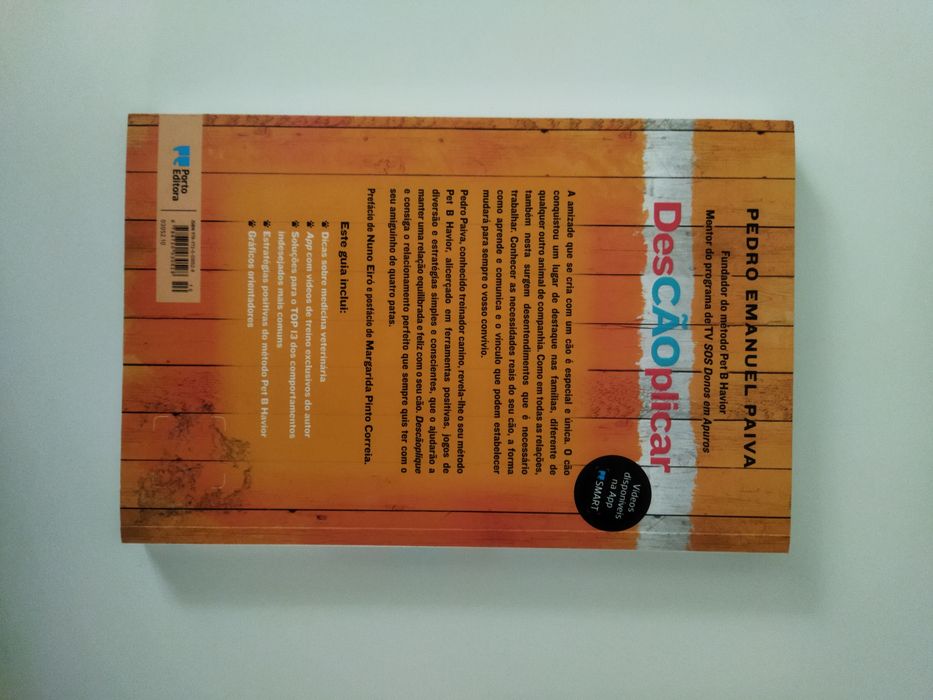 PEDRO EMANUEL PAIVA
Fundador do método Pet B Havior
Mentor do programa de TV SOS Donos em Apuros
DesCÃOplicar
Vídeos
disponíveis
na App
SMART
A amizade que se cria com um cão é especial e única. O cão
conquistou um lugar de destaque nas famílias, diferente de
qualquer outro animal de companhia. Como em todas as relações,
também nesta surgem desentendimentos que é necessário
trabalhar. Conhecer as necessidades reais do seu cão, a forma
como aprende e comunica e o vínculo que podem estabelecer
mudará para sempre o vosso convívio.
Pedro Paiva, conhecido treinador canino, revela-lhe o seu método
Pet B Havior, alicerçado em ferramentas positivas, jogos de
diversão e estratégias simples e conscientes, que o ajudarão a
manter uma relação equilibrada e feliz com o seu cão. Descãoplique
e consiga o relacionamento perfeito que sempre quis ter com o
seu amiguinho de quatro patas.
Prefácio de Nuno Eiró e posfácio de Margarida Pinto Correia.
Este guia inclui:
Dicas sobre medicina veterinária
App com vídeos de treino exclusivos do autor
Soluções para o TOP 13 dos comportamentos
indesejados mais comuns
Estratégias positivas do método Pet B Havior
Gráficos orientadores
Porto
Editora